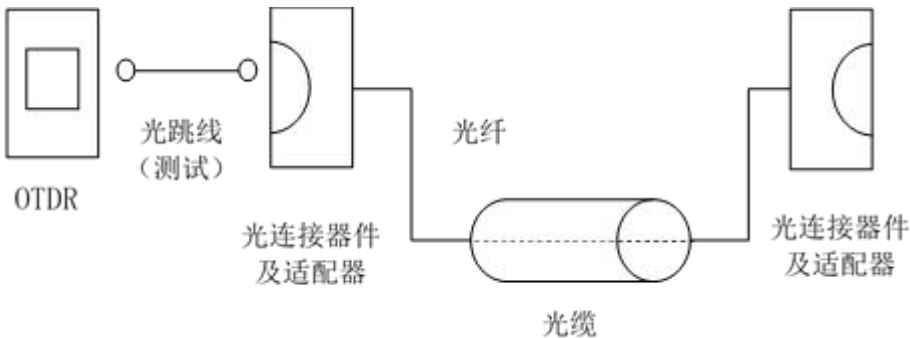 光跳线
（测试）
OTDR
光连接器件
及适配器
光纤
光缆
光连接器件
及适配器